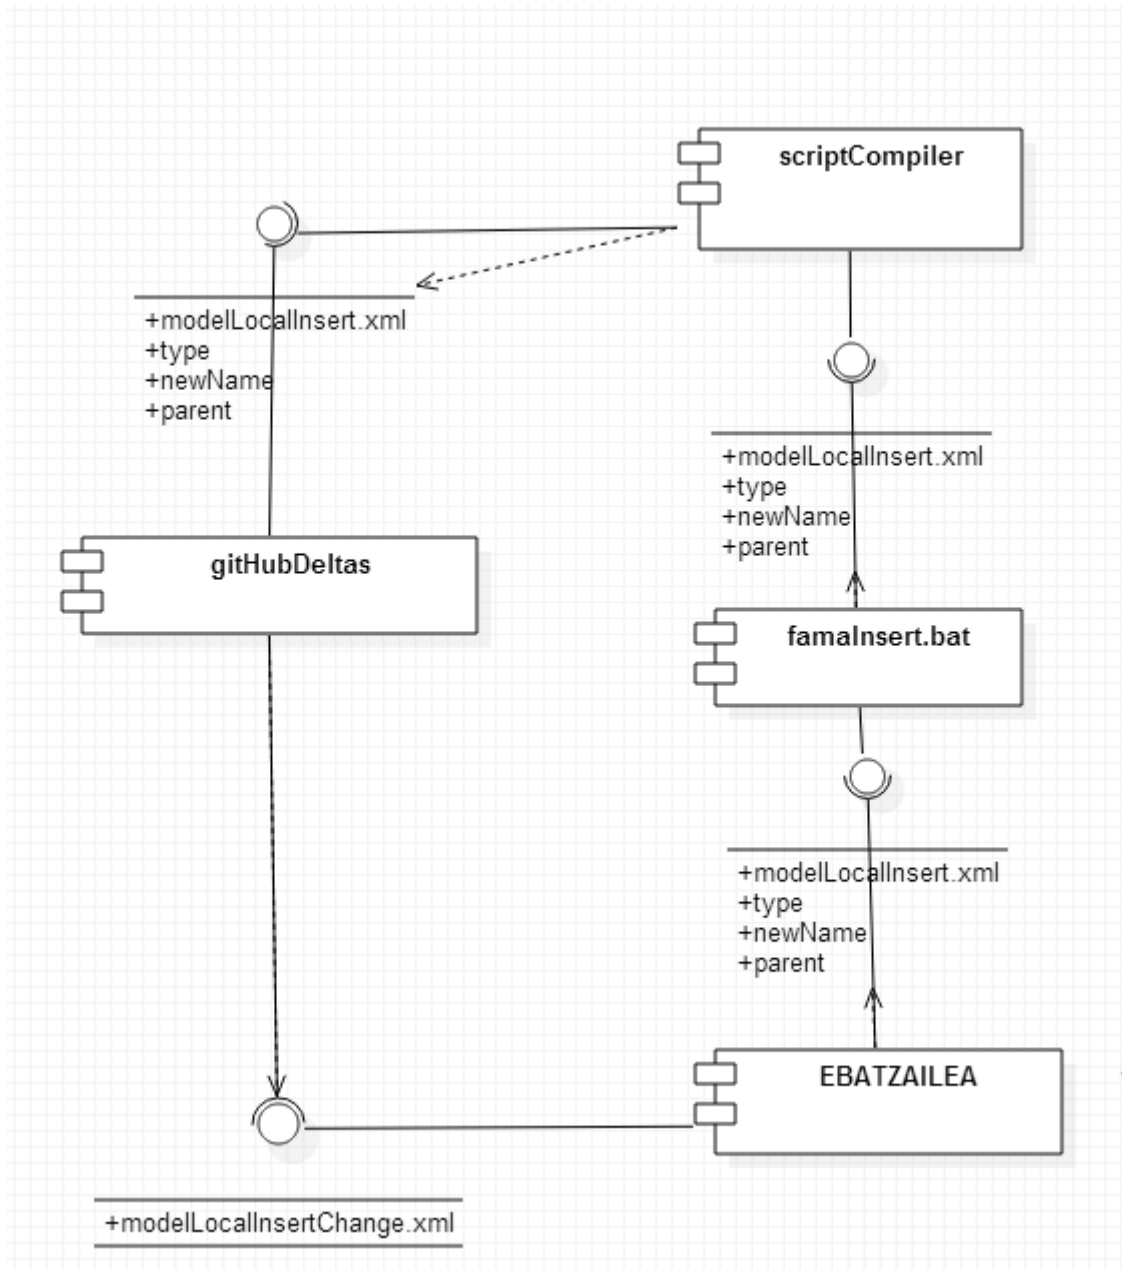 scriptCompiler
+modelLocalInsert.xml
+type
+newName
+parent
+modelLocalInsert.xml
+type
+newName
+parent
gitHubDeltas
famaInsert.bat
+modelLocalInsert.xml
+type
+newName
+parent
EBATZAILEA
+modelLocalInsertChange.xml